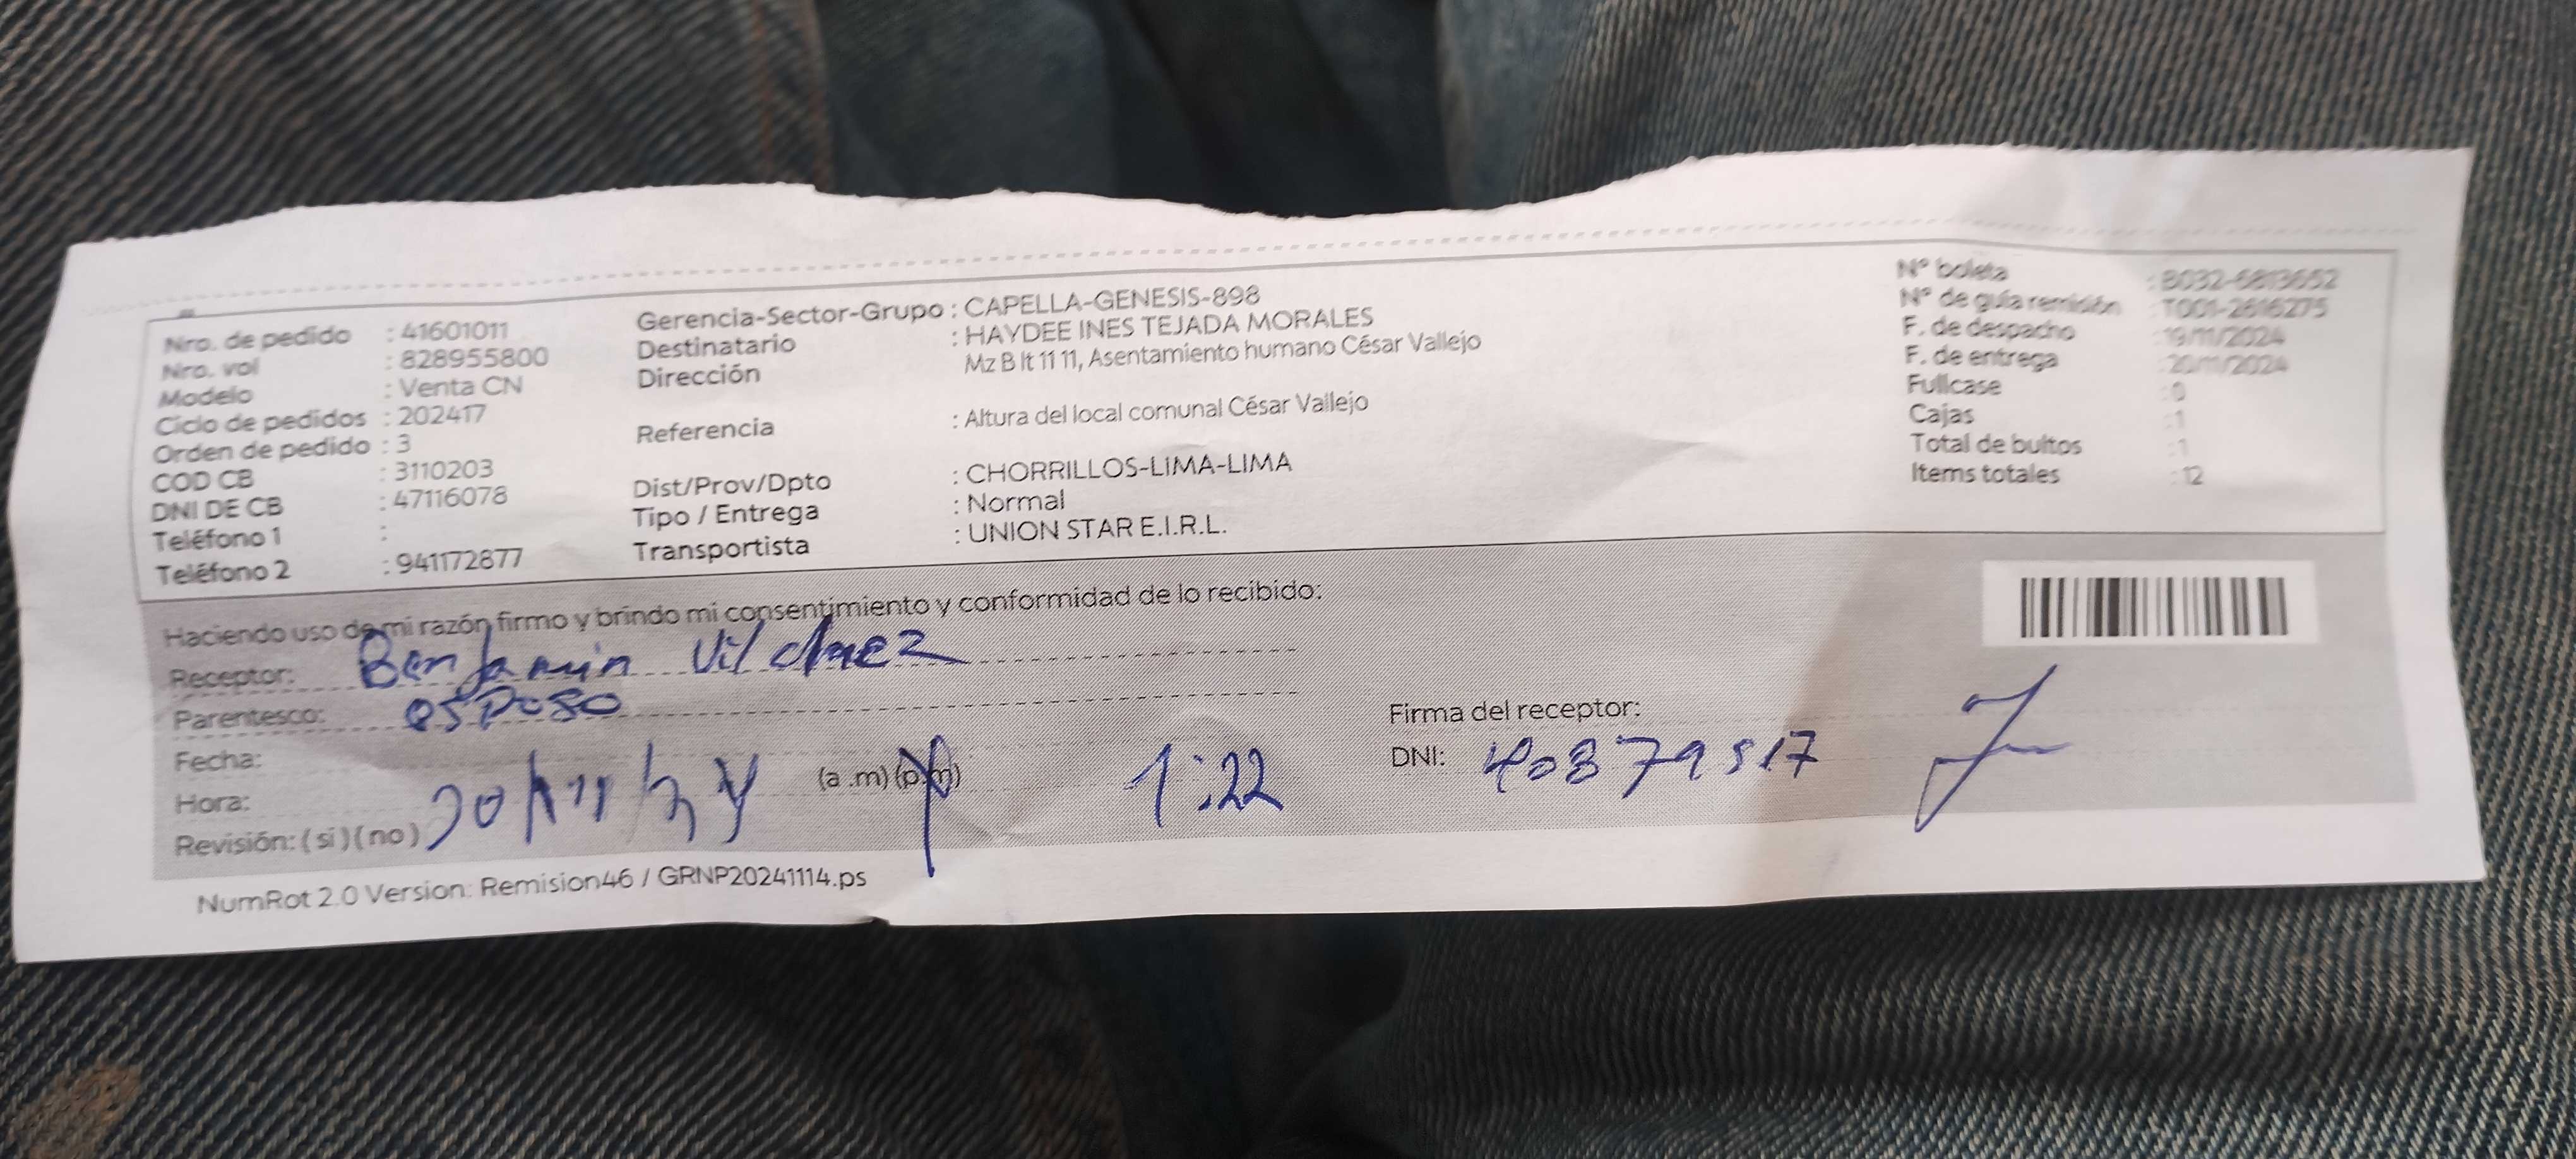 Nro. de pedido : 41601011
Nro. vol : 828955800
Modelo : Venta CN
Ciclo de pedidos : 202417
Orden de pedido : 3
COD CB : 3110203
DNI DE CB : 47116078
Teléfono 1 :
Teléfono 2 : 941172877
Gerencia-Sector-Grupo : CAPELLA-GENESIS-898
Destinatario : HAYDEE INES TEJADA MORALES
Dirección Mz B lt 11 11, Asentamiento humano César Vallejo
Referencia : Altura del local comunal César Vallejo
Dist/Prov/Dpto : CHORRILLOS-LIMA-LIMA
Tipo / Entrega : Normal
Transportista : UNION STAR E.I.R.L.
N° boleta : B032-6813652
N° de guía remisión : T001-2616275
F. de despacho : 19/11/2024
F. de entrega : 20/11/2024
Fullcase : 0
Cajas : 1
Total de bultos : 1
Items totales : 12
Haciendo uso de mi razón firmo y brindo mi consentimiento y conformidad de lo recibido:
Receptor: Benjamin Vilchez
Parentesco: esposo
Fecha:
Hora: (a .m) (p.m) 1:22
Revisión: ( si ) ( no )
Firma del receptor:
DNI: 40879517
NumRot 2.0 Version: Remision46 / GRNP20241114.ps